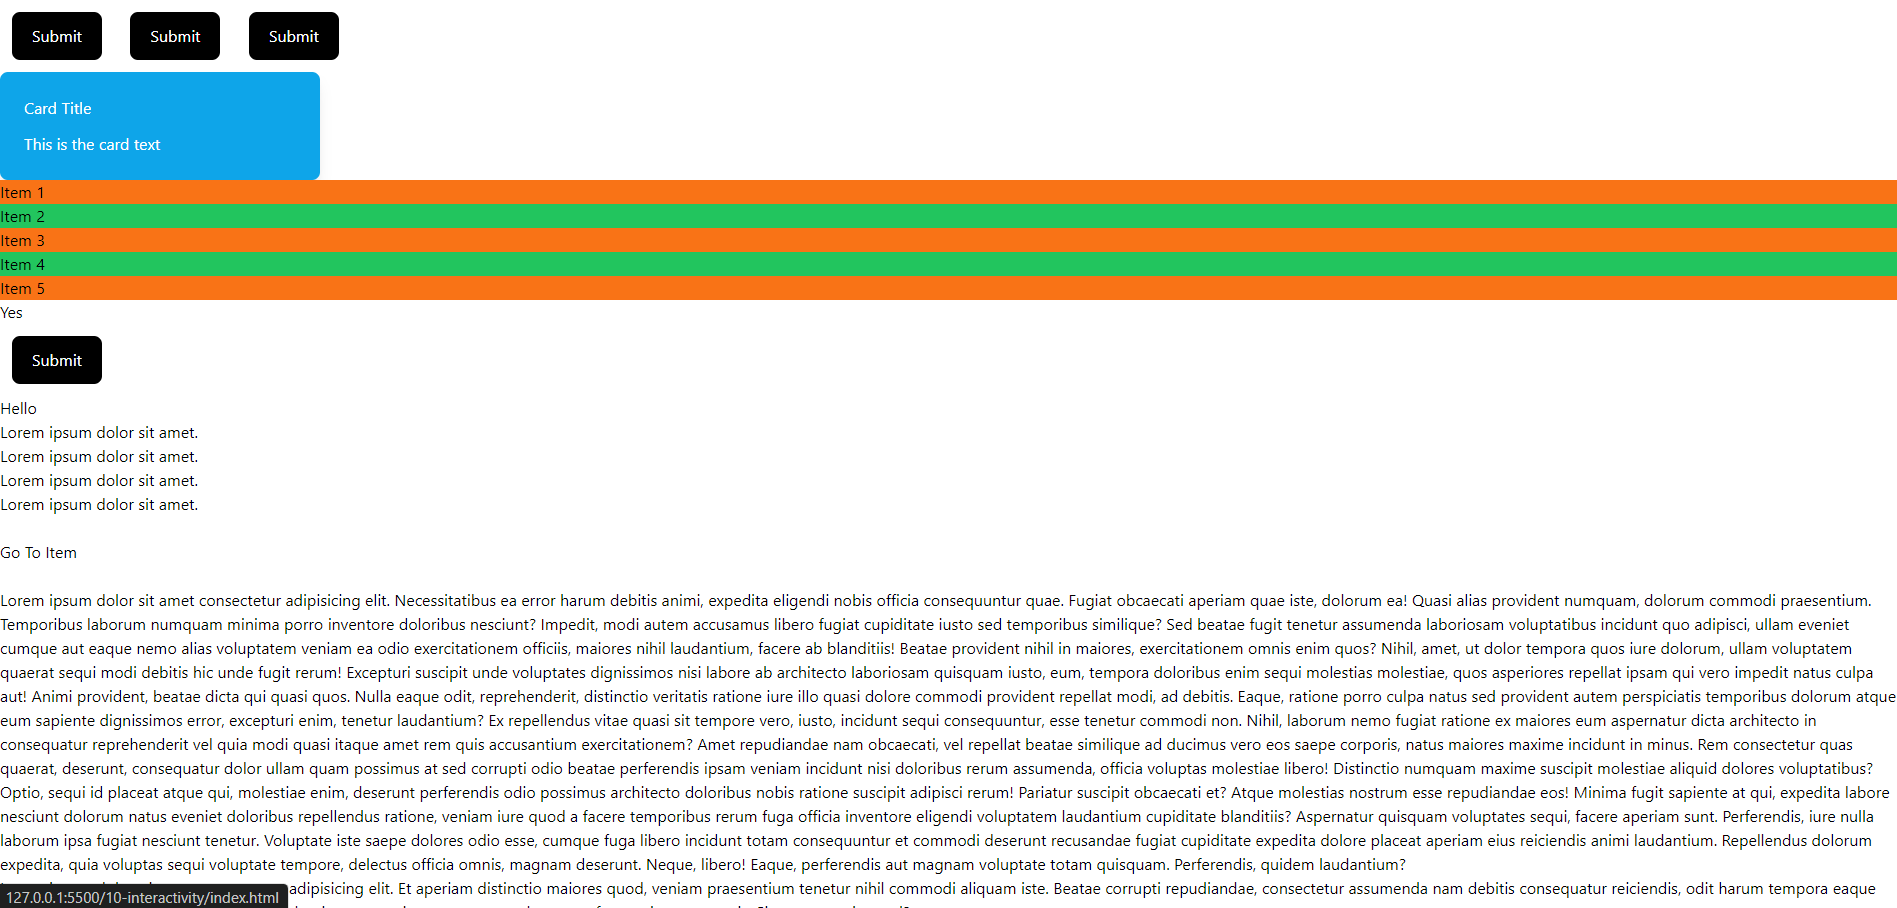 Submit Submit Submit
Card Title
This is the card text
Item 1
Item 2
Item 3
Item 4
Item 5
Yes
Submit
Hello
Lorem ipsum dolor sit amet.
Lorem ipsum dolor sit amet.
Lorem ipsum dolor sit amet.
Lorem ipsum dolor sit amet.
Go To Item
Lorem ipsum dolor sit amet consectetur adipisicing elit. Necessitatibus ea error harum debitis animi, expedita eligendi nobis officia consequuntur quae. Fugiat obcaecati aperiam quae iste, dolorum ea! Quasi alias provident numquam, dolorum commodi praesentium.
Temporibus laborum numquam minima porro inventore doloribus nesciunt? Impedit, modi autem accusamus libero fugiat cupiditate iusto sed temporibus similique? Sed beatae fugit tenetur assumenda laboriosam voluptatibus incidunt quo adipisci, ullam eveniet
cumque aut eaque nemo alias voluptatem veniam ea odio exercitationem officiis, maiores nihil laudantium, facere ab blanditiis! Beatae provident nihil in maiores, exercitationem omnis enim quos? Nihil, amet, ut dolor tempora quos iure dolorum, ullam voluptatem
quaerat sequi modi debitis hic unde fugit rerum! Excepturi suscipit unde voluptates dignissimos nisi labore ab architecto laboriosam quisquam iusto, eum, tempora doloribus enim sequi molestias molestiae, quos asperiores repellat ipsam qui vero impedit natus culpa
aut! Animi provident, beatae dicta qui quasi quos. Nulla eaque odit, reprehenderit, distinctio veritatis ratione iure illo quasi dolore commodi provident repellat modi, ad debitis. Eaque, ratione porro culpa natus sed provident autem perspiciatis temporibus dolorum atque
eum sapiente dignissimos error, excepturi enim, tenetur laudantium? Ex repellendus vitae quasi sit tempore vero, iusto, incidunt sequi consequuntur, esse tenetur commodi non. Nihil, laborum nemo fugiat ratione ex maiores eum aspernatur dicta architecto in
consequatur reprehenderit vel quia modi quasi itaque amet rem quis accusantium exercitationem? Amet repudiandae nam obcaecati, vel repellat beatae similique ad ducimus vero eos saepe corporis, natus maiores maxime incidunt in minus. Rem consectetur quas
quaerat, deserunt, consequatur dolor ullam quam possimus at sed corrupti odio beatae perferendis ipsam veniam incidunt nisi doloribus rerum assumenda, officia voluptas molestiae libero! Distinctio numquam maxime suscipit molestiae aliquid dolores voluptatibus?
Optio, sequi id placeat atque qui, molestiae enim, deserunt perferendis odio possimus architecto doloribus nobis ratione suscipit adipisci rerum! Pariatur suscipit obcaecati et? Atque molestias nostrum esse repudiandae eos! Minima fugit sapiente at qui, expedita labore
nesciunt dolorum natus eveniet doloribus repellendus ratione, veniam iure quod a facere temporibus rerum fuga officia inventore eligendi voluptatem laudantium cupiditate blanditiis? Aspernatur quisquam voluptates sequi, facere aperiam sunt. Perferendis, iure nulla
laborum ipsa fugiat nesciunt tenetur. Voluptate iste saepe dolores odio esse, cumque fuga libero incidunt totam consequuntur et commodi deserunt recusandae fugiat cupiditate expedita dolore placeat aperiam eius reiciendis animi laudantium. Repellendus dolorum
expedita, quia voluptas sequi voluptate tempore, delectus officia omnis, magnam deserunt. Neque, libero! Eaque, perferendis aut magnam voluptate totam quisquam. Perferendis, quidem laudantium?
adipisicing elit. Et aperiam distinctio maiores quod, veniam praesentium tenetur nihil commodi aliquam iste. Beatae corrupti repudiandae, consectetur assumenda nam debitis consequatur reiciendis, odit harum tempora eaque
127.0.0.1:5500/10-interactivity/index.html